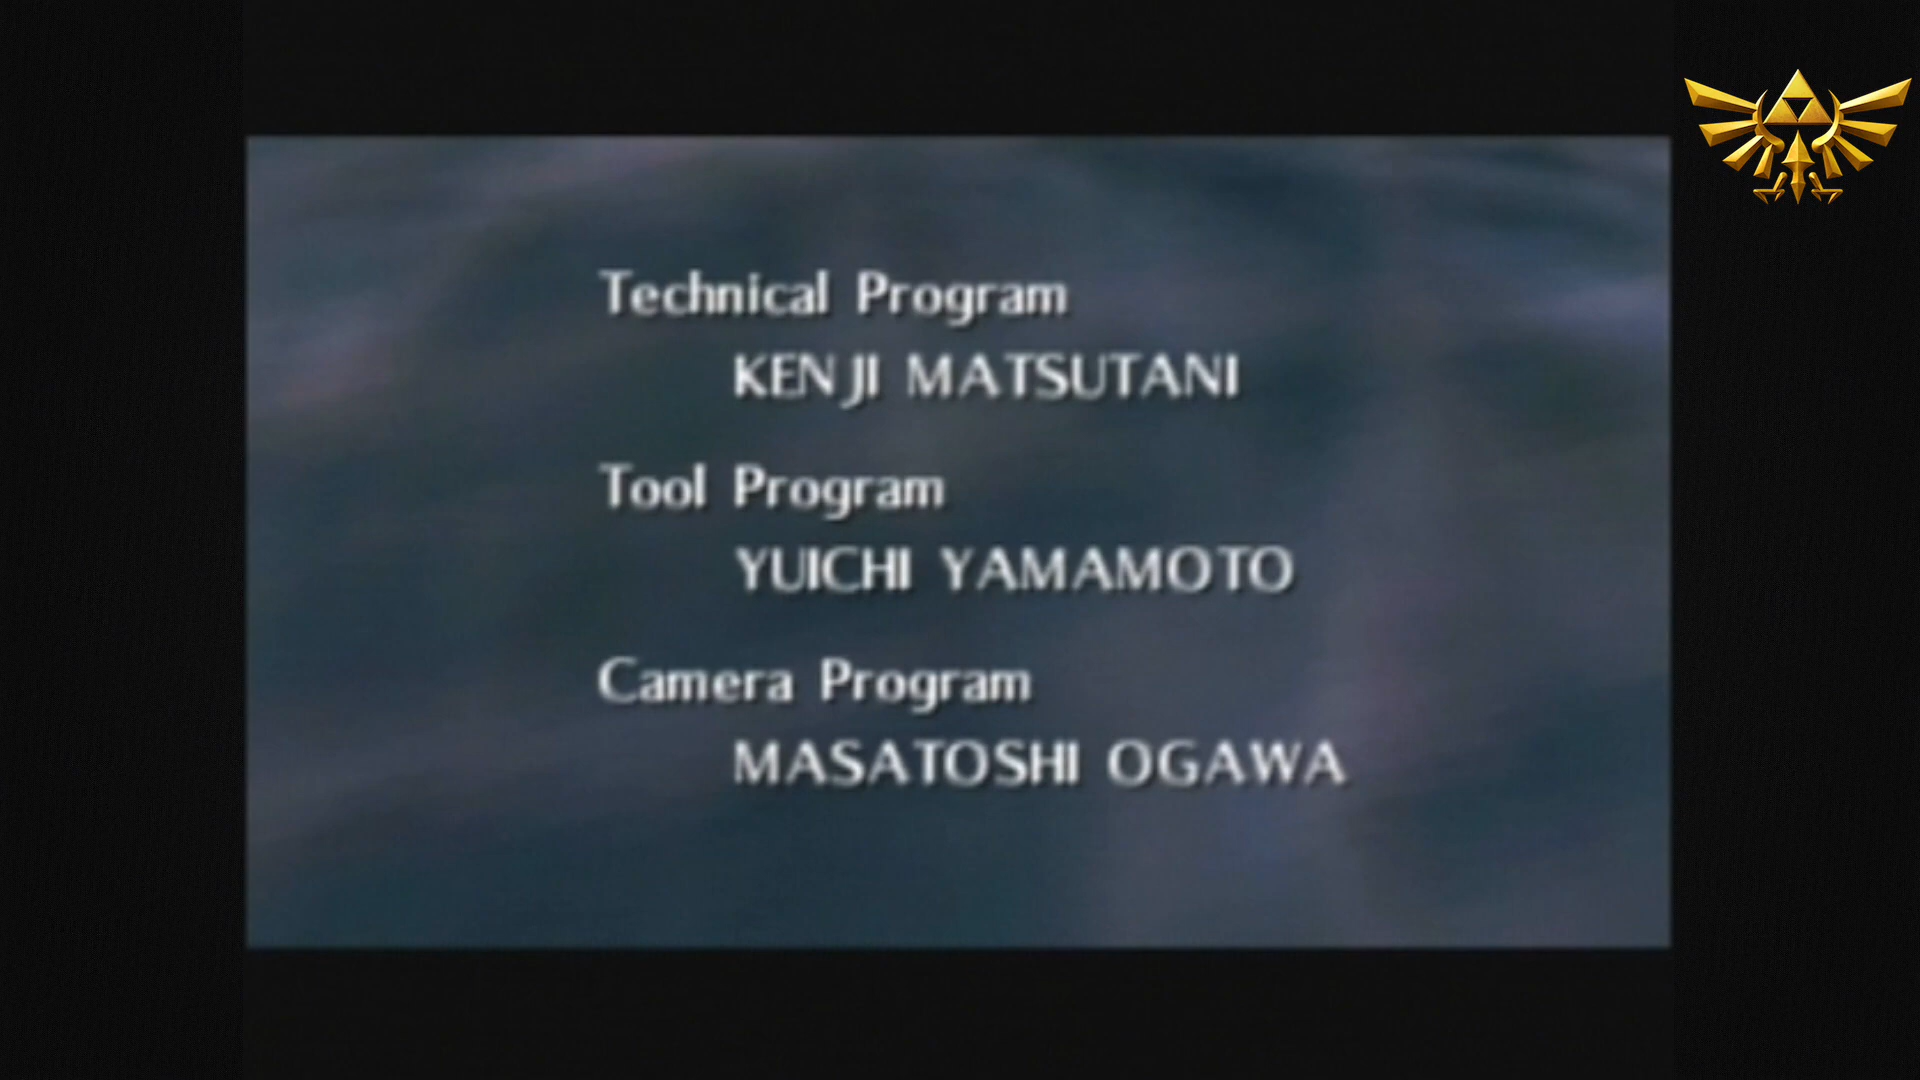 Technical Program
KENJI MATSUTANI
Tool Program
YUICHI YAMAMOTO
Camera Program
MASATOSHI OGAWA